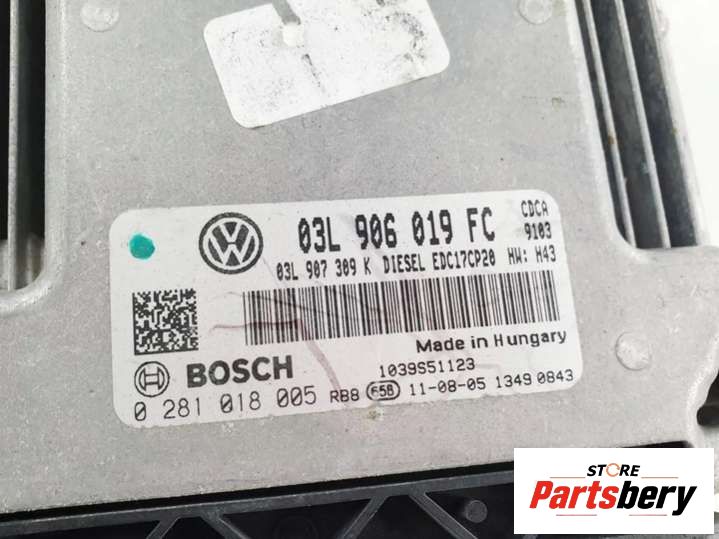 03L 906 019 FC
CDCA
9103
03L 907 309 K DIESEL EDC17CP20 HW: H43
Made in Hungary
BOSCH
1039S51123
0 281 018 005 RB8 658 11-08-05 1349 0843
STORE
Partsbery